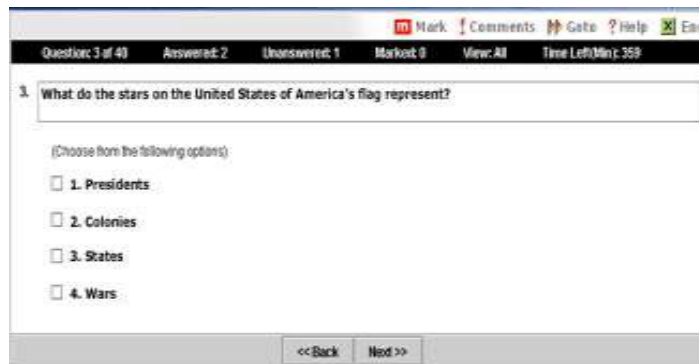 Mark ! Comments Goto ? Help X
Question: 3 of 40 Answered: 2 Unanswered: 1 Marked: 0 View: All Time Left(Min): 359
3. What do the stars on the United States of America's flag represent?
(Choose from the following options)
1. Presidents
2. Colonies
3. States
4. Wars
<< Back Next >>